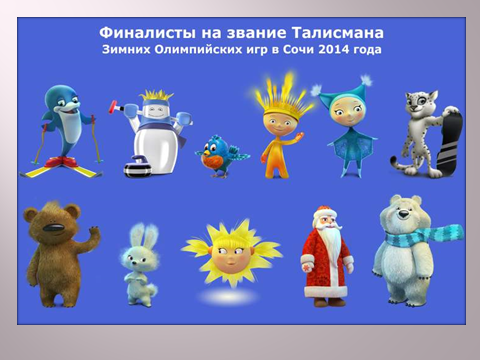 Финалисты на звание Талисмана
Зимних Олимпийских игр в Сочи 2014 года